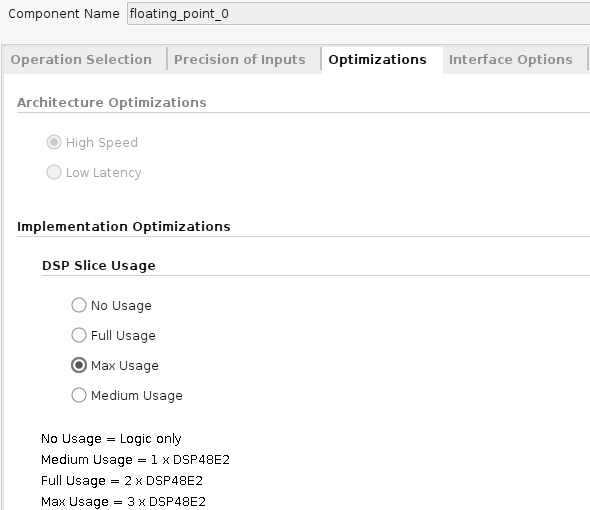 Component Name floating_point_0
Operation Selection Precision of Inputs Optimizations Interface Options
Architecture Optimizations
High Speed
Low Latency
Implementation Optimizations
DSP Slice Usage
No Usage
Full Usage
Max Usage
Medium Usage
No Usage = Logic only
Medium Usage = 1 x DSP48E2
Full Usage = 2 x DSP48E2
Max Usage = 3 x DSP48E2